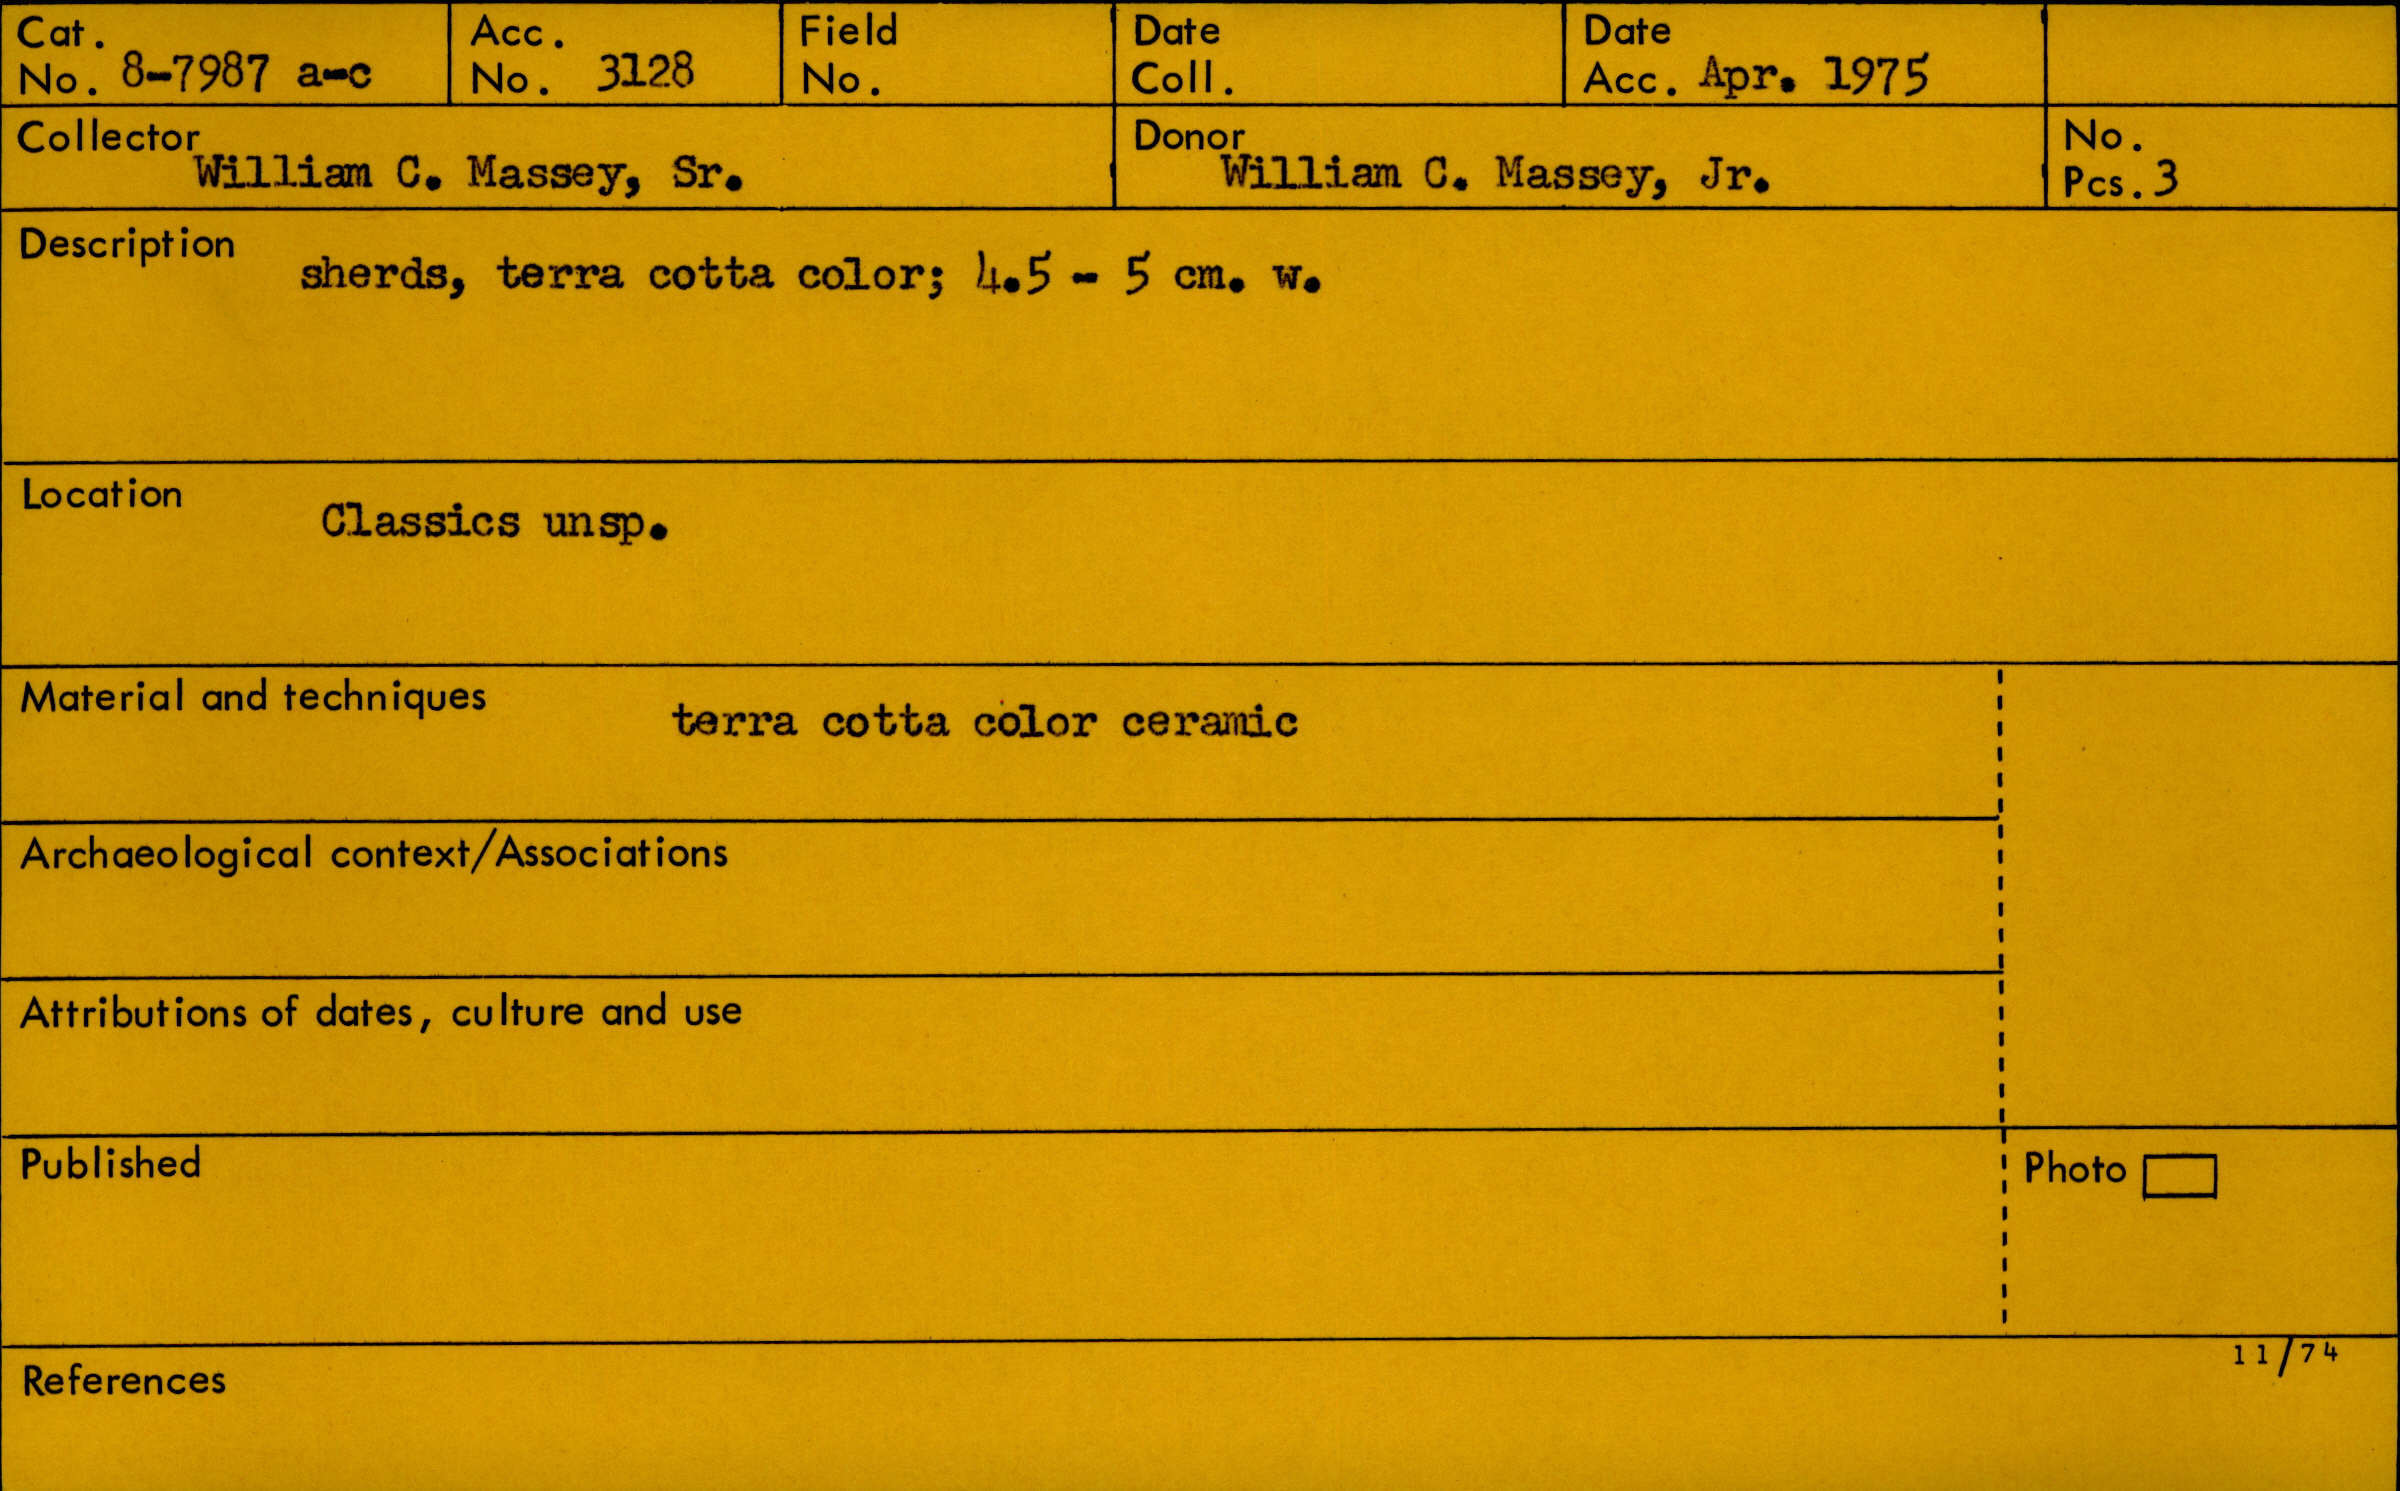 Cat. No. 8-7987 a-c
Acc. No. 3128
Field No.
Date Coll.
Date Acc. Apr. 1975
Collector
William C. Massey, Sr.
Donor
William C. Massey, Jr.
No. Pcs. 3
Description
sherds, terra cotta color; 4.5 - 5 cm. w.
Location
Classics unsp.
Material and techniques
terra cotta color ceramic
Archaeological context/Associations
Attributions of dates, culture and use
Published
Photo
References
11/74